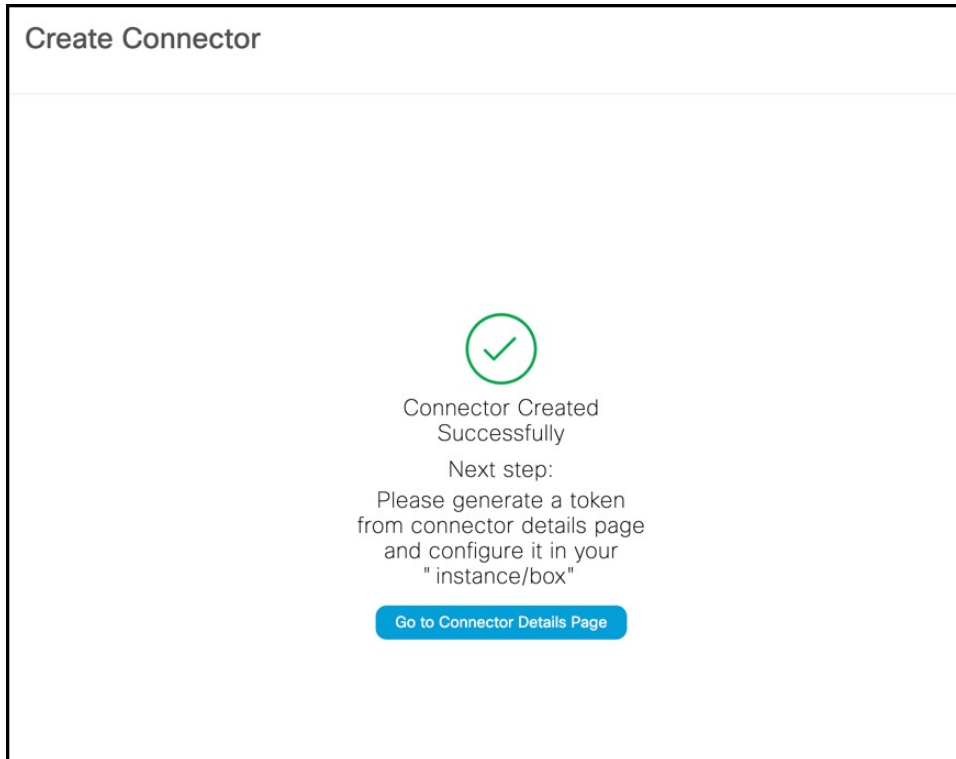 Create Connector
Connector Created
Successfully
Next step:
Please generate a token
from connector details page
and configure it in your
" instance/box"
Go to Connector Details Page